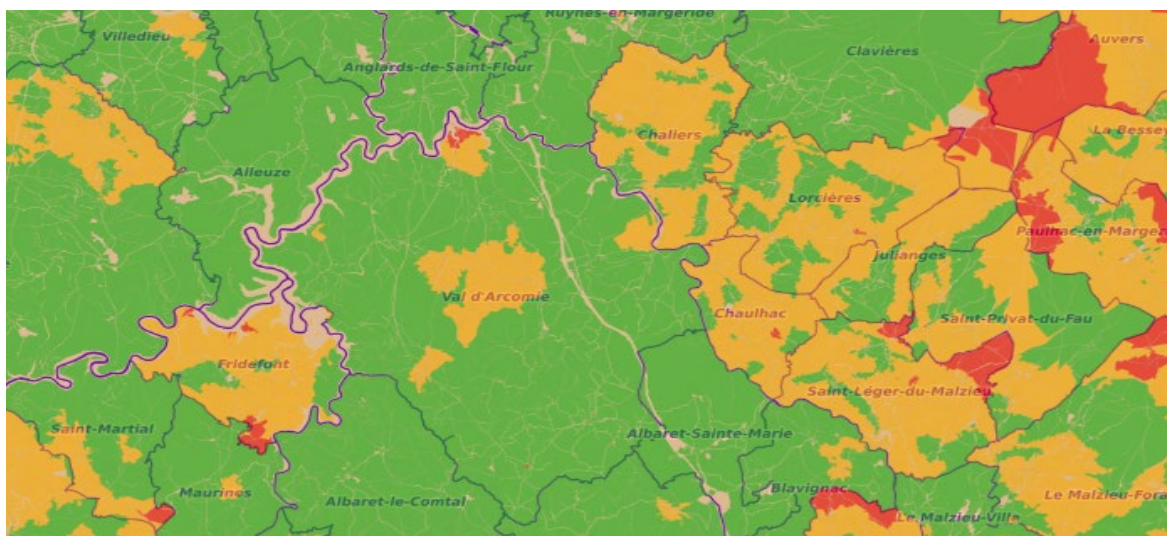 Ruynes-en-Margeride
Villedieu
Auvers
Clavières
Anglards-de-Saint-Flour
Chaliers
La Bessey
Alleuze
Lorcières
Paulhac-en-Marger
Julianges
Val d'Arcomie
Chaulhac
Saint-Privat-du-Fau
Fridefont
Saint-Léger-du-Malzieu
Saint-Martial
Albaret-Sainte-Marie
Maurines
Albaret-le-Comtal
Blavignac
Le Malzieu-Fora
Le Malzieu-Ville